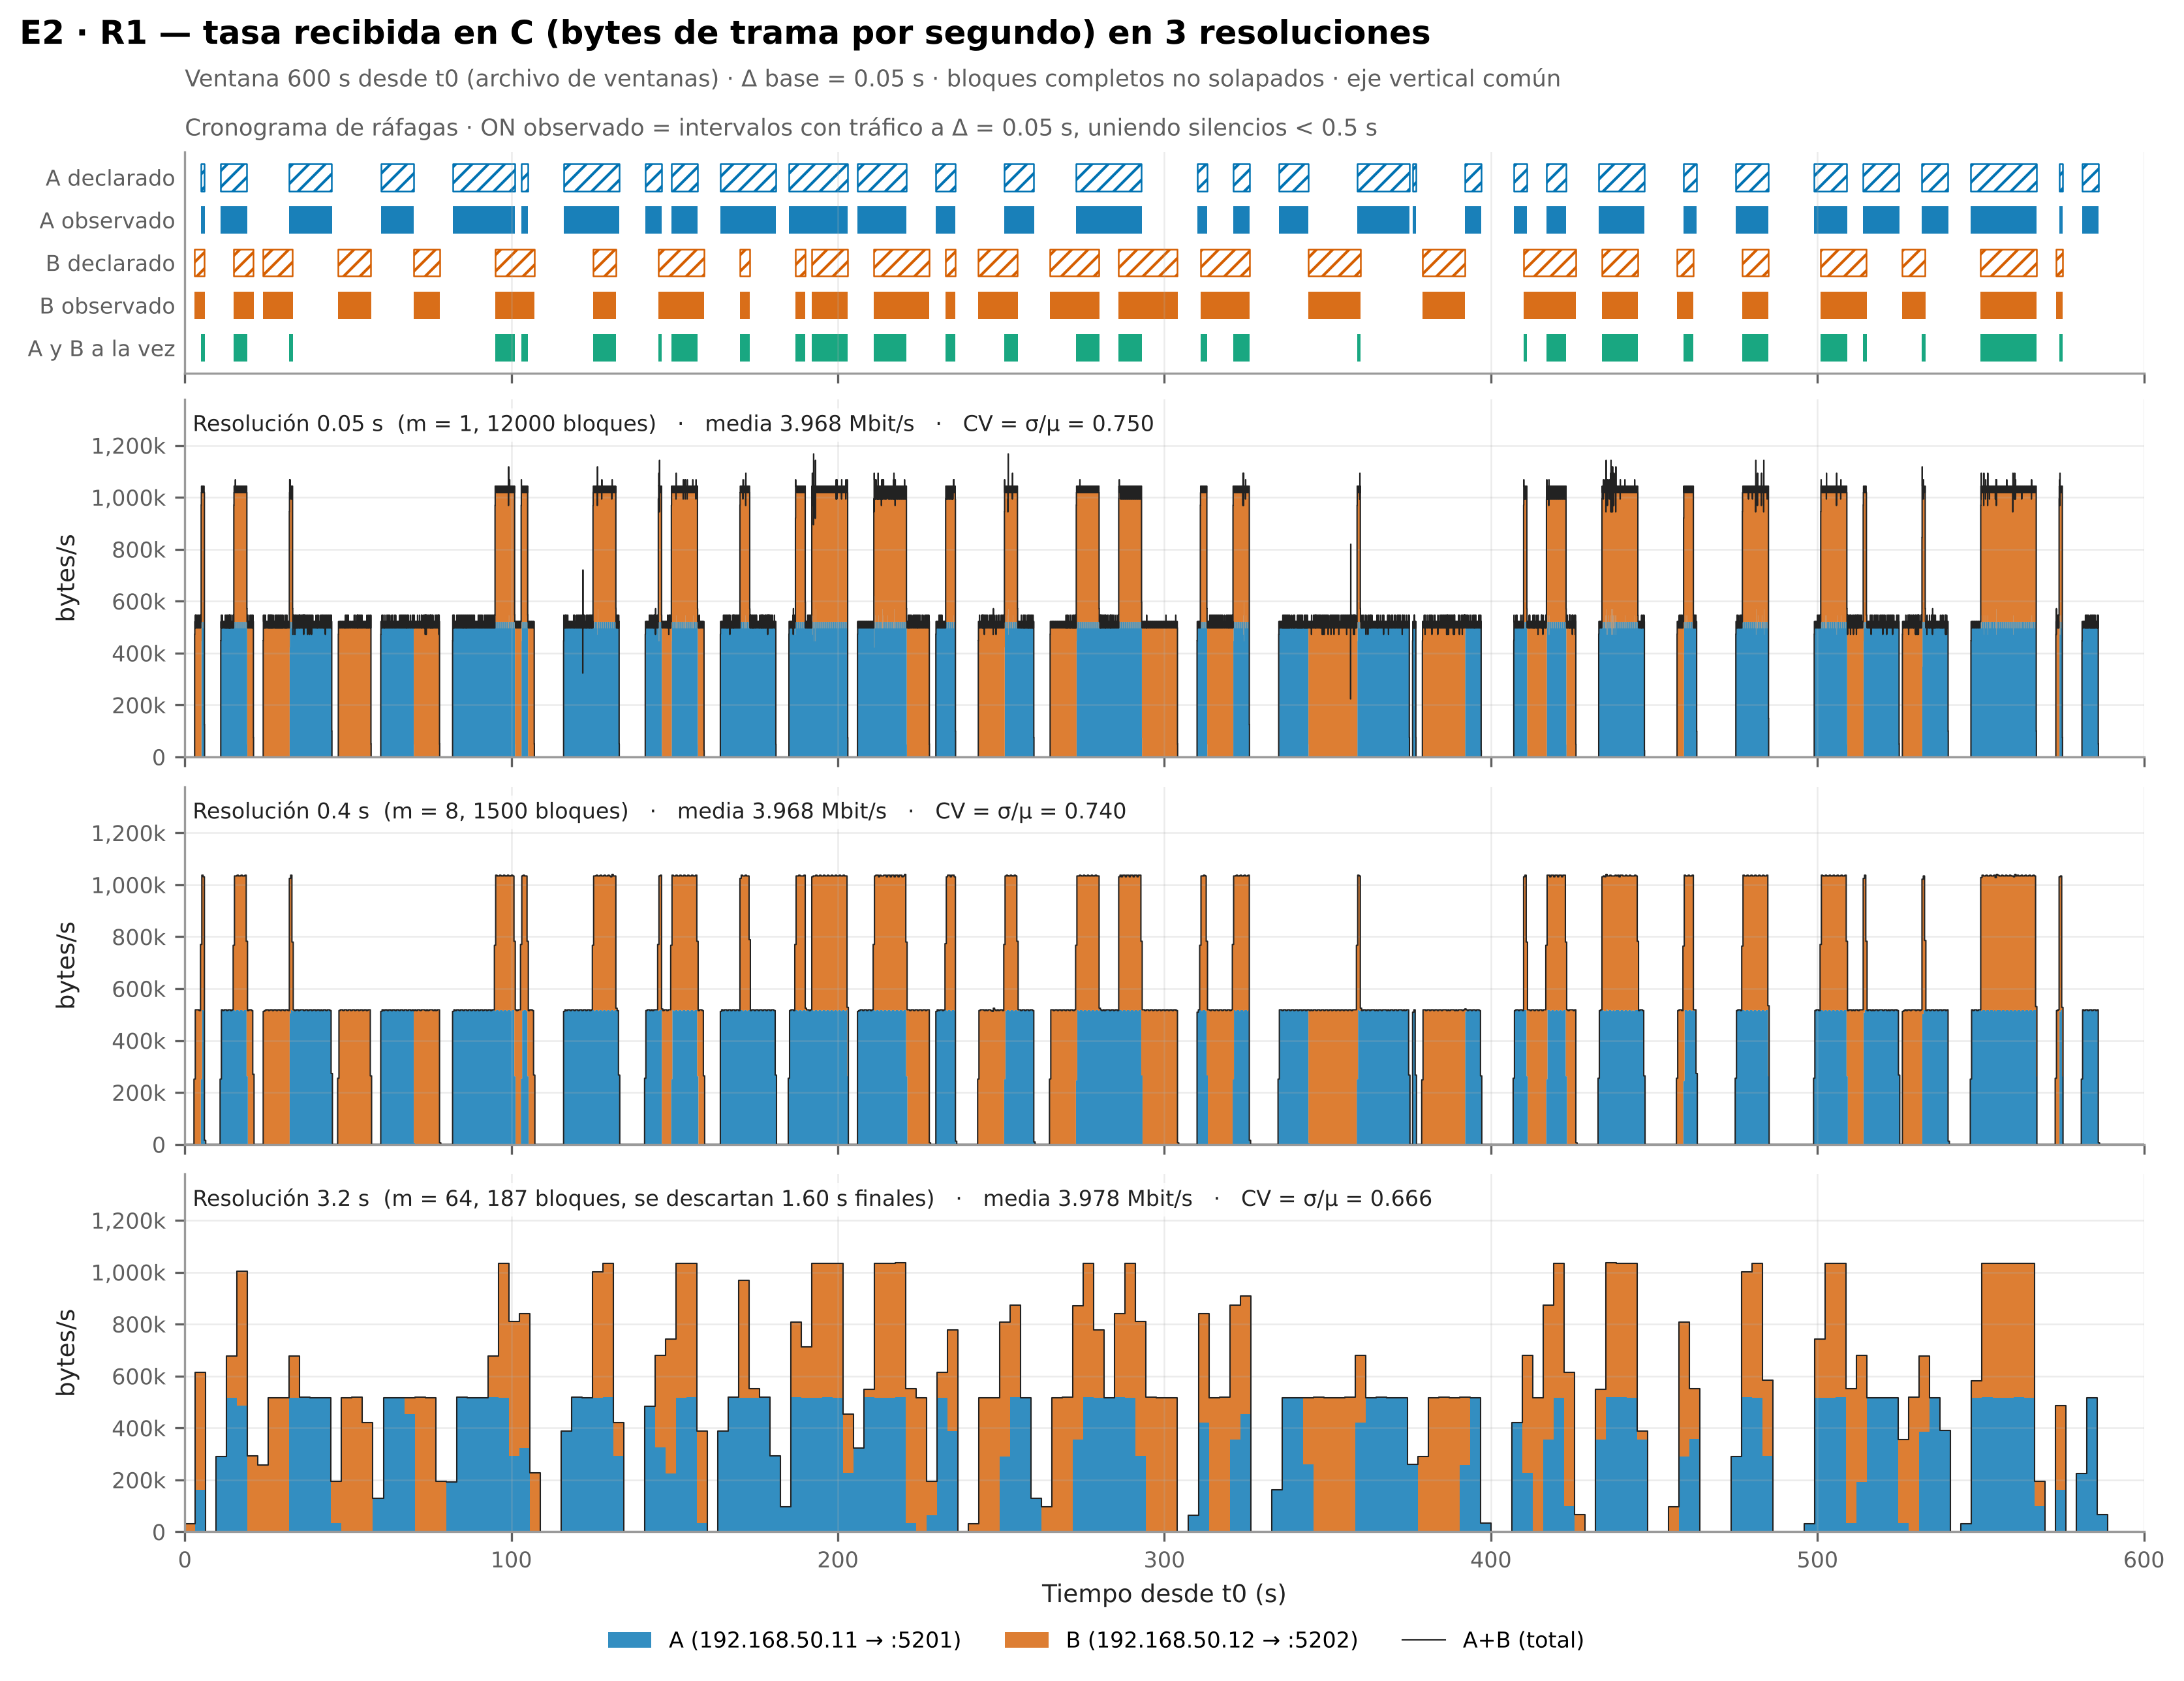 E2 · R1 — tasa recibida en C (bytes de trama por segundo) en 3 resoluciones
Ventana 600 s desde t0 (archivo de ventanas) · Δ base = 0.05 s · bloques completos no solapados · eje vertical común
Cronograma de ráfagas · ON observado = intervalos con tráfico a Δ = 0.05 s, uniendo silencios < 0.5 s
A declarado
A observado
B declarado
B observado
A y B a la vez
Resolución 0.05 s (m = 1, 12000 bloques) · media 3.968 Mbit/s · CV = σ/μ = 0.750
1,200k
1,000k
800k
600k
400k
200k
0
bytes/s
Resolución 0.4 s (m = 8, 1500 bloques) · media 3.968 Mbit/s · CV = σ/μ = 0.740
1,200k
1,000k
800k
600k
400k
200k
0
bytes/s
Resolución 3.2 s (m = 64, 187 bloques, se descartan 1.60 s finales) · media 3.978 Mbit/s · CV = σ/μ = 0.666
1,200k
1,000k
800k
600k
400k
200k
0
bytes/s
0 100 200 300 400 500 600
Tiempo desde t0 (s)
A (192.168.50.11 → :5201) B (192.168.50.12 → :5202) A+B (total)